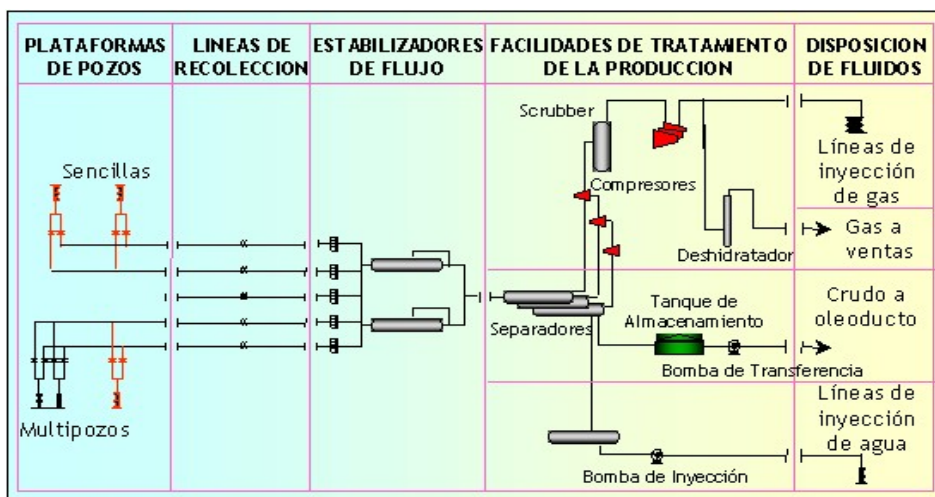 PLATAFORMAS
DE POZOS
LINEAS DE
RECOLECCION
ESTABILIZADORES
DE FLUJO
FACILIDADES DE TRATAMIENTO
DE LA PRODUCCION
DISPOSICION
DE FLUIDOS
Sencillas
Multipozos
Scrubber
Compresores
Deshidratador
Separadores
Tanque de
Almacenamiento
Bomba de Transferencia
Bomba de Inyección
Líneas de
inyección
de gas
Gas a
ventas
Crudo a
oleoducto
Líneas de
inyección
de agua